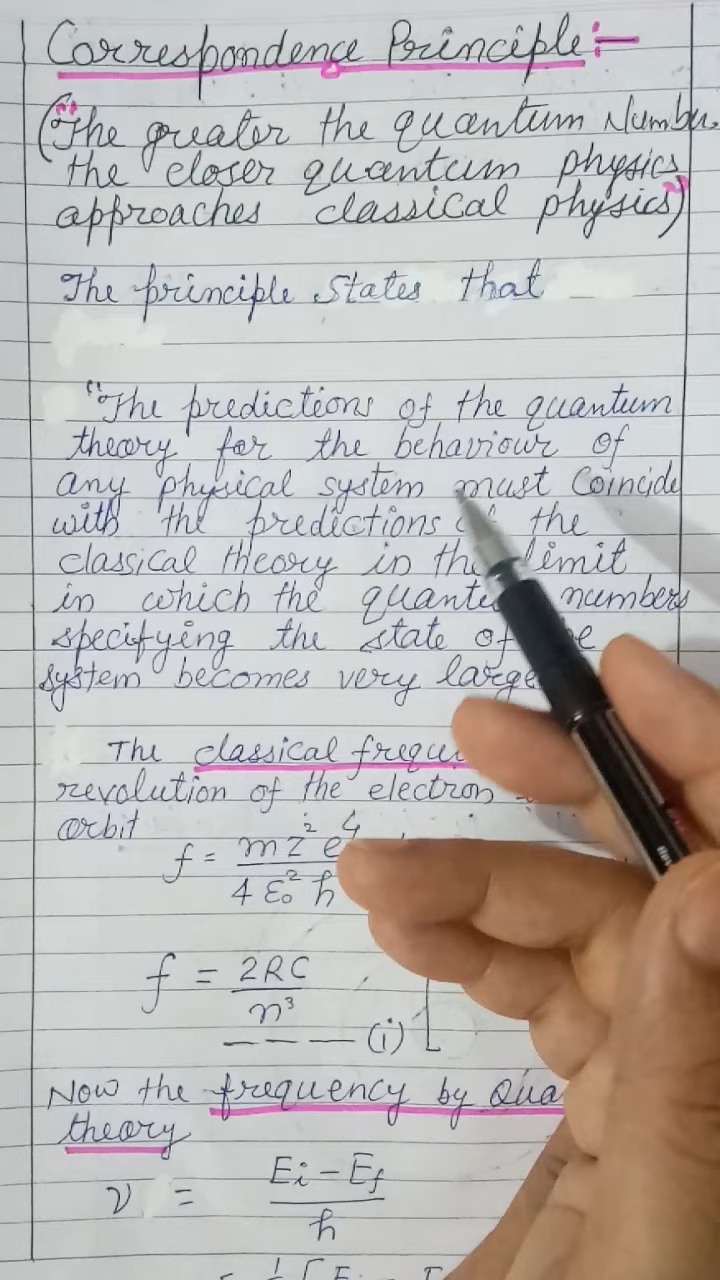 Correspondence Principle:-
("The greater the quantum Number
the closer quantum physics
approaches classical physics")
The principle states that
"The predictions of the quantum
theory for the behaviour of
any physical system must coincide
with the predictions of the
classical theory in the limit
in which the numbers
specifying the state of
system becomes very large
The classical
revolution of the electron
orbit
f = m z² e⁴ / 4 ε₀² ħ
f = 2RC / n³
--- (i)
Now the frequency by
theory
ν = Ei - Ef / ħ